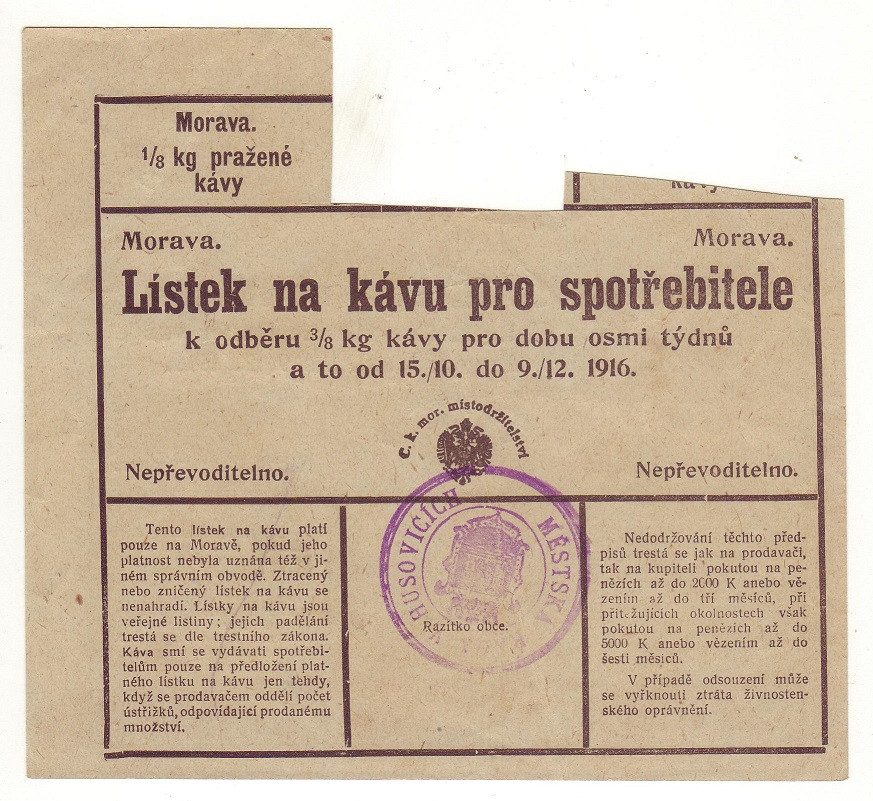 Morava.
1/8 kg pražené
kávy
Morava. Morava.
Lístek na kávu pro spotřebitele
k odběru 3/8 kg kávy pro dobu osmi týdnů
a to od 15./10. do 9./12. 1916.
C. k. mor. místodržitelství
Nepřevoditelno. Nepřevoditelno.
Tento lístek na kávu platí
pouze na Moravě, pokud jeho
platnost nebyla uznána též v ji-
ném správním obvodě. Ztracený
nebo zničený lístek na kávu se
nenahradí. Lístky na kávu jsou
veřejné listiny; jejich padělání
trestá se dle trestního zákona.
Káva smí se vydávati spotřebi-
telům pouze na předložení plat-
ného lístku na kávu jen tehdy,
když se prodavačem oddělí počet
ústřižků, odpovídající prodanému
množství.
HUSOVICÍCH
MĚSTSKÁ
Razítko obce.
Nedodržování těchto před-
pisů trestá se jak na prodavači,
tak na kupiteli pokutou na pe-
nězích až do 2000 K anebo vě-
zením až do tří měsíců, při
přitěžujících okolnostech však
pokutou na penězích až do
5000 K anebo vězením až do
šesti měsíců.
V případě odsouzení může
se vyřknouti ztráta živnosten-
ského oprávnění.